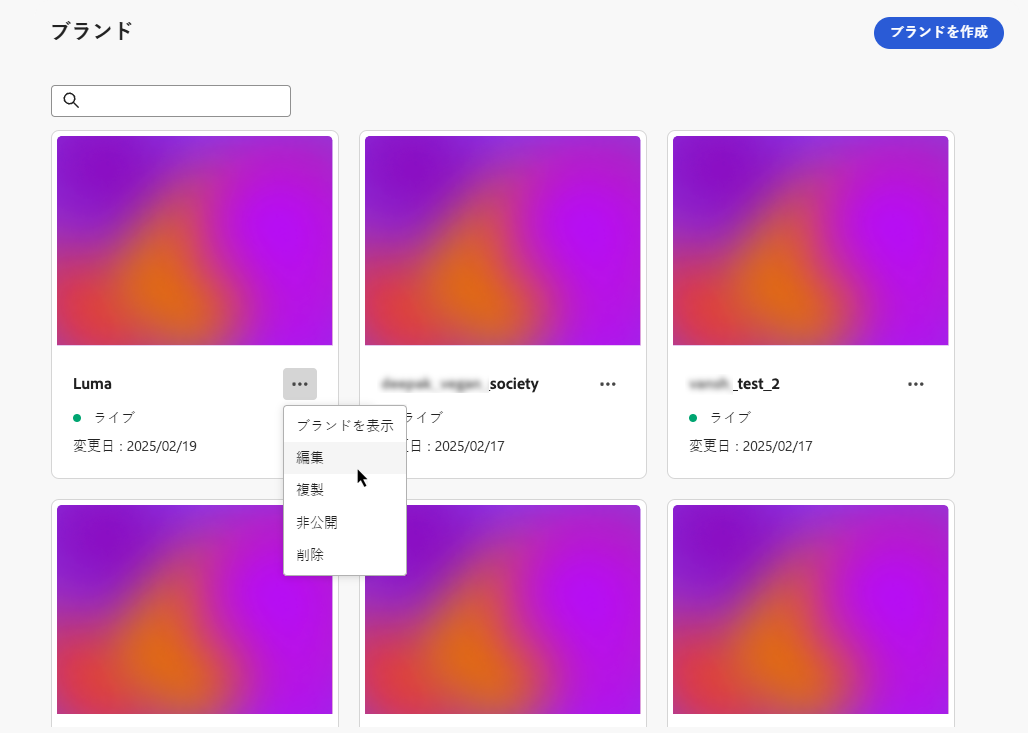 ブランド
ブランドを作成
Luma
_society
_test_2
ライブ
ライブ
ライブ
変更日 : 2025/02/19
日 : 2025/02/17
変更日 : 2025/02/17
ブランドを表示
編集
複製
非公開
削除